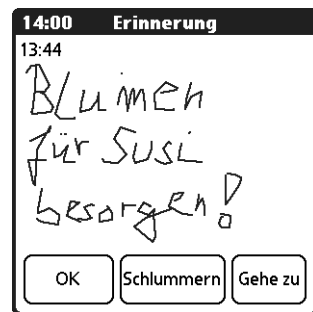 14:00 Erinnerung
13:44
Blumen
für Susi
besorgen!
OK Schlummern Gehe zu